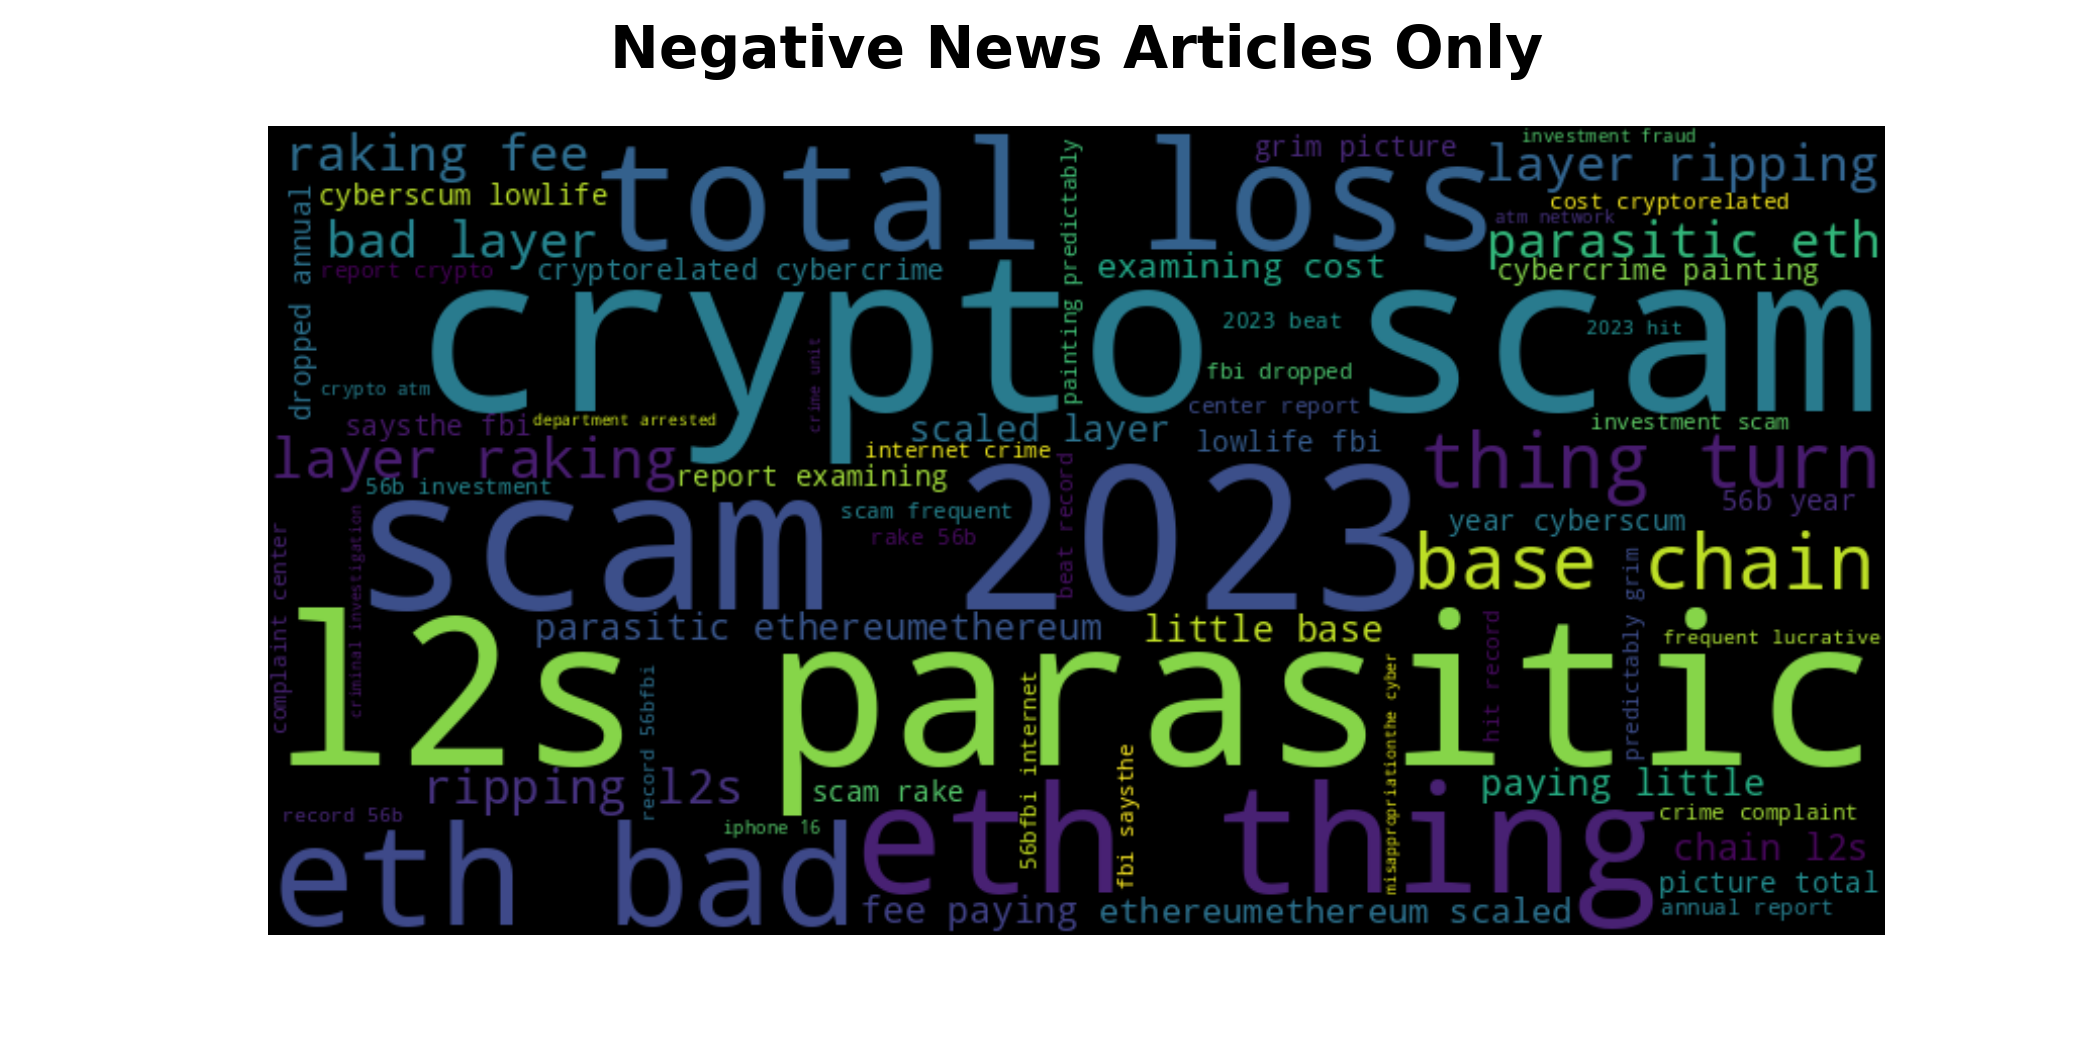 Negative News Articles Only
raking fee
total loss
grim picture
investment fraud
layer ripping
cyberscum lowlife
cost cryptorelated
atm network
dropped annual
bad layer
painting predictably
parasitic eth
report crypto
cryptorelated cybercrime
examining cost
cybercrime painting
crypto scam
2023 beat
2023 hit
crime unit
fbi dropped
crypto atm
center report
saysthe fbi
department arrested
scaled layer
investment scam
lowlife fbi
internet crime
layer raking
thing turn
report examining
56b investment
scam 2023
beat record
56b year
scam frequent
year cyberscum
rake 56b
complaint center
criminal investigation
base chain
predictably grim
parasitic ethereumethereum
little base
hit record
frequent lucrative
l2s parasitic
record 56bfbi
56bfbi internet
misappropriationthe cyber
ripping l2s
scam rake
fbi saysthe
paying little
record 56b
iphone 16
eth thing
crime complaint
eth bad
chain l2s
picture total
fee paying
ethereumethereum scaled
annual report